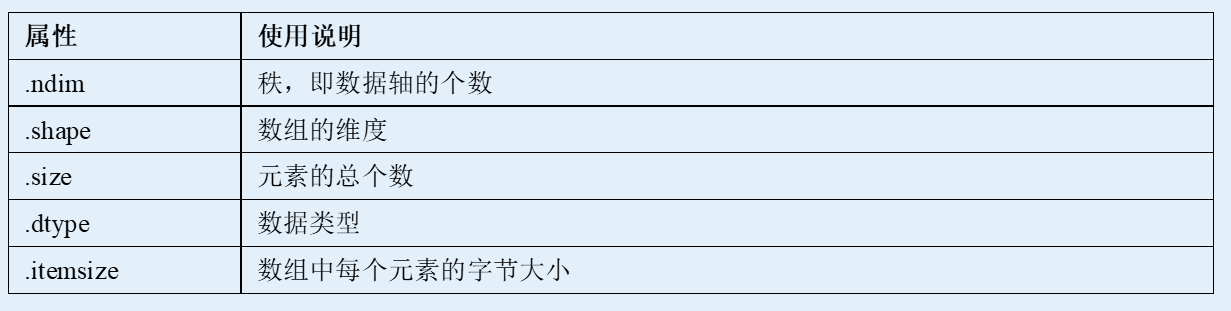 属性 使用说明
.ndim 秩，即数据轴的个数
.shape 数组的维度
.size 元素的总个数
.dtype 数据类型
.itemsize 数组中每个元素的字节大小